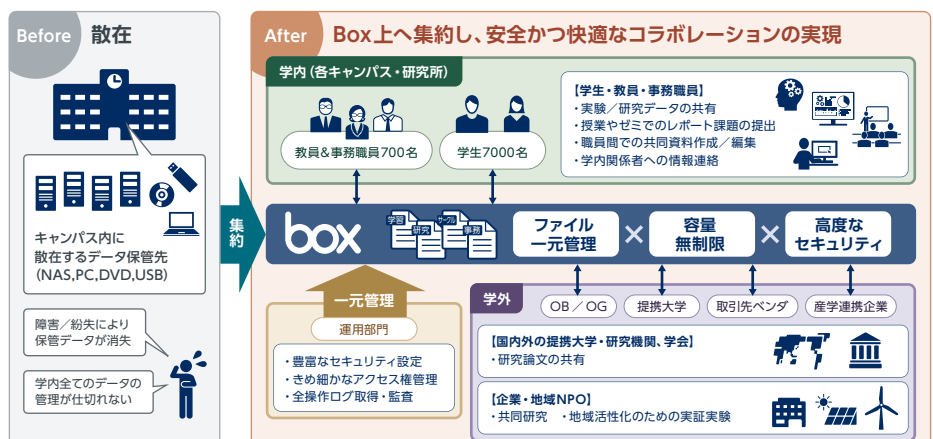 Before 散在
キャンパス内に
散在するデータ保管先
(NAS,PC,DVD,USB)
障害／紛失により
保管データが消失
学内全てのデータの
管理が仕切れない
集約
After Box上へ集約し、安全かつ快適なコラボレーションの実現
学内（各キャンパス・研究所）
教員&事務職員700名
学生7000名
【学生・教員・事務職員】
・実験／研究データの共有
・授業やゼミでのレポート課題の提出
・職員間での共同資料作成／編集
・学内関係者への情報連絡
box
学習
研究
サークル
事務
ファイル
一元管理
×
容量
無制限
×
高度な
セキュリティ
一元管理
運用部門
・豊富なセキュリティ設定
・きめ細かなアクセス権管理
・全操作ログ取得・監査
学外
OB／OG
提携大学
取引先ベンダ
産学連携企業
【国内外の提携大学・研究機関、学会】
・研究論文の共有
【企業・地域NPO】
・共同研究 ・地域活性化のための実証実験